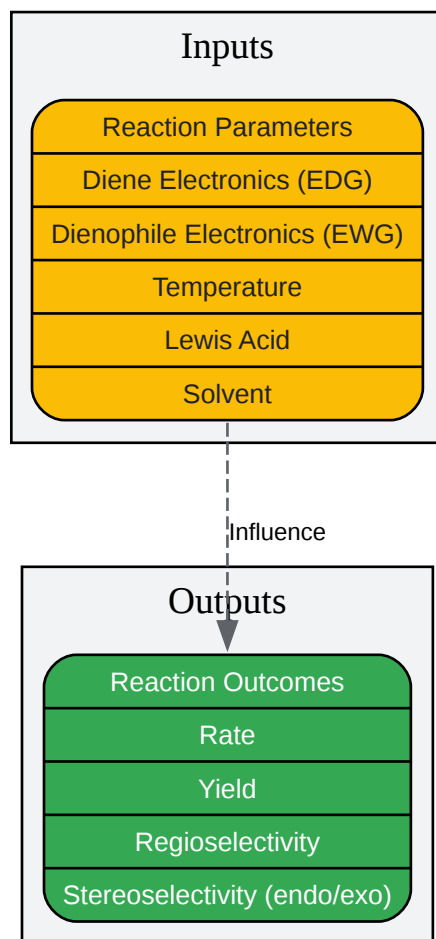 Inputs
Reaction Parameters
Diene Electronics (EDG)
Dienophile Electronics (EWG)
Temperature
Lewis Acid
Solvent
Influence
Outputs
Reaction Outcomes
Rate
Yield
Regioselectivity
Stereoselectivity (endo/exo)